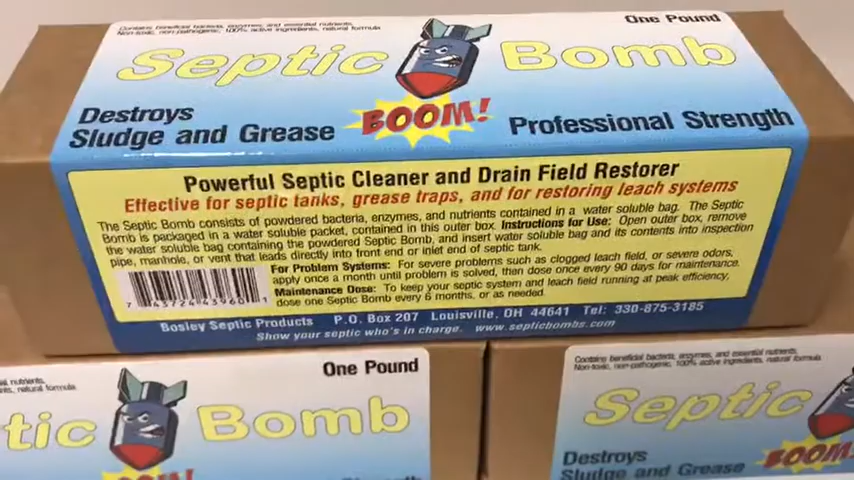 Contains beneficial bacteria, enzymes, and essential nutrients.
Non-toxic, non-pathogenic, 100% active ingredients, natural formula
One Pound
Septic Bomb
Destroys
Sludge and Grease
BOOM!
Professional Strength
Powerful Septic Cleaner and Drain Field Restorer
Effective for septic tanks, grease traps, and for restoring leach systems
The Septic Bomb consists of powdered bacteria, enzymes, and nutrients contained in a water soluble bag. The Septic
Bomb is packaged in a water soluble packet, contained in this outer box. Instructions for Use: Open outer box, remove
the water soluble bag containing the powdered Septic Bomb, and insert water soluble bag and its contents into inspection
pipe, manhole, or vent that leads directly into front or inlet end of septic tank.
For Problem Systems: For severe problems such as clogged leach field, or severe odors,
apply once a month until problem is solved, than dose once every 90 days for maintenance.
Maintenance Dose: To keep your septic system and leach field running at peak efficiency,
dose one Septic Bomb every 6 months, or as needed.
7 43724 43960 1
Bosley Septic Products P.O. Box 207 Louisville, OH 44641 Tel: 330-875-3185
Show your septic who's in charge. www.septicbombs.com
nutrients.
natural formula
One Pound
tic Bomb
BOOM!
Contains beneficial bacteria, enzymes, and essential nutrients.
Non-toxic, non-pathogenic, 100% active ingredients, natural formula
Septic
Destroys
Sludge and Grease
BOOM!